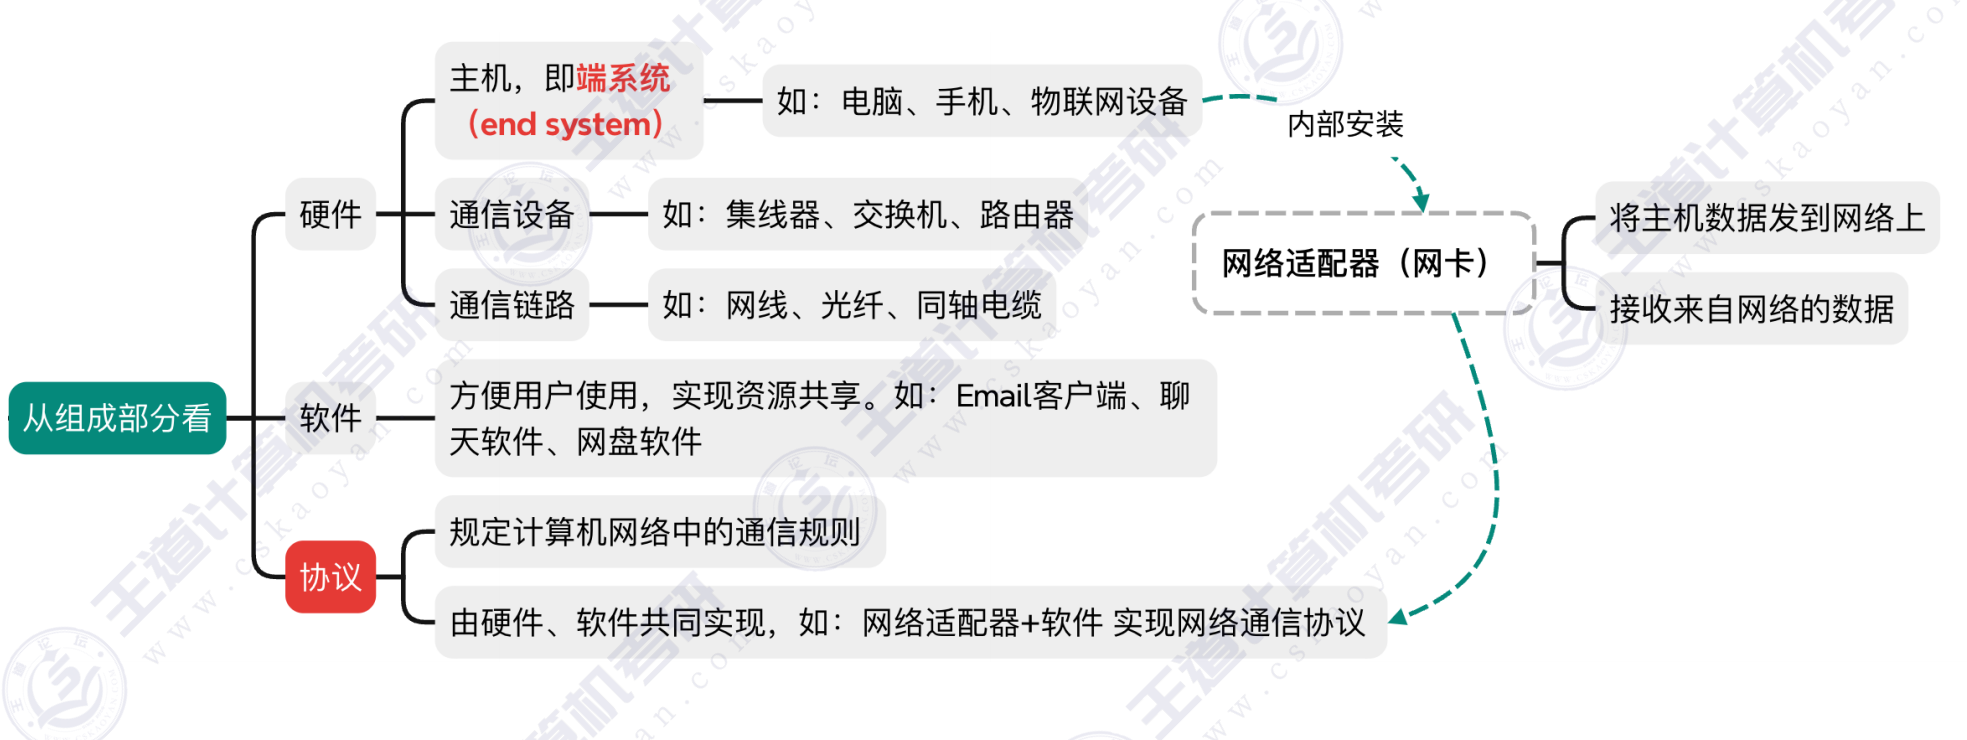 主机，即端系统
（end system）
如：电脑、手机、物联网设备
内部安装
硬件
通信设备
如：集线器、交换机、路由器
网络适配器（网卡）
将主机数据发到网络上
接收来自网络的数据
通信链路
如：网线、光纤、同轴电缆
从组成部分看
软件
方便用户使用，实现资源共享。如：Email客户端、聊
天软件、网盘软件
协议
规定计算机网络中的通信规则
由硬件、软件共同实现，如：网络适配器+软件 实现网络通信协议
王道计算机考研
www.cskaoyan.com